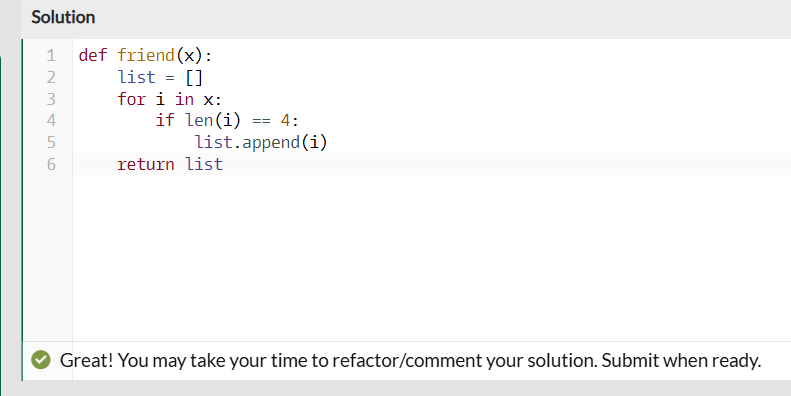 Solution
1 def friend(x):
2     list = []
3     for i in x:
4         if len(i) == 4:
5             list.append(i)
6     return list
Great! You may take your time to refactor/comment your solution. Submit when ready.